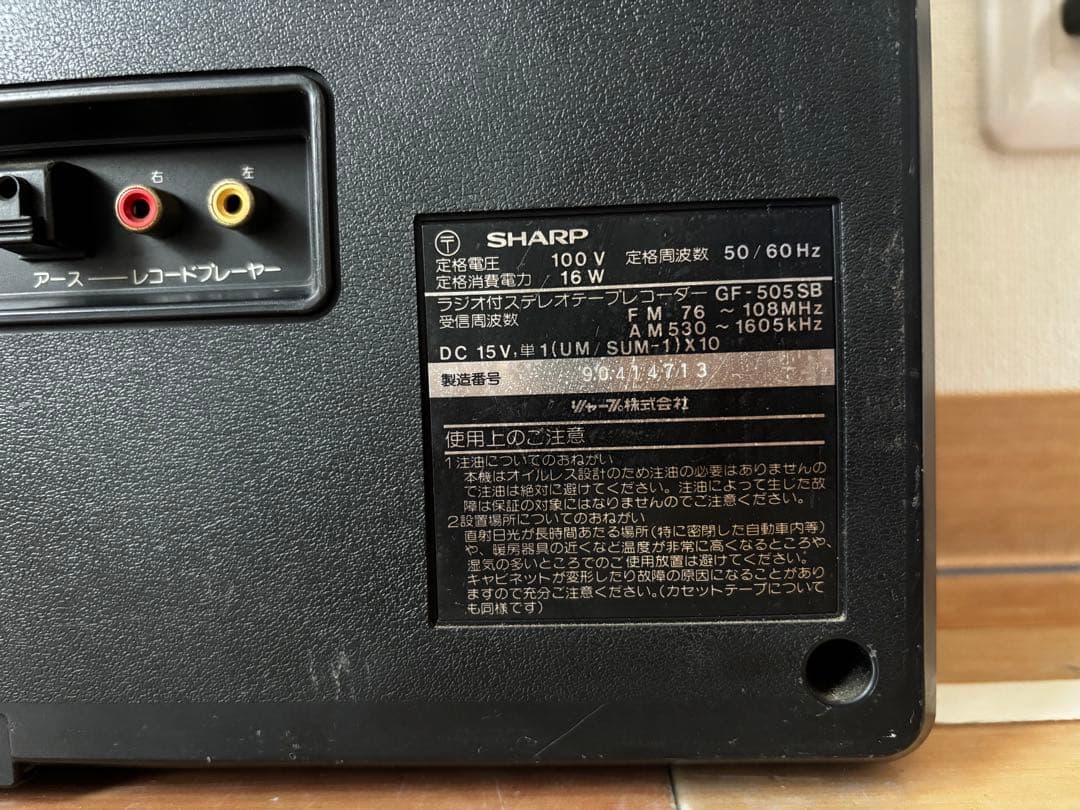 右 左
アース ── レコードプレーヤー
〒 SHARP
定格電圧 100V 定格周波数 50/60Hz
定格消費電力 16W
ラジオ付ステレオテープレコーダー GF-505SB
受信周波数 FM 76 ~ 108MHz
AM530 ~ 1605kHz
DC 15V,単1(UM/SUM-1)X10
製造番号 90414713
シャープ株式会社
使用上のご注意
1注油についてのおねがい
本機はオイルレス設計のため注油の必要はありませんの
で注油は絶対に避けてください。注油によって生じた故
障は保証の対象にはなりませんのでご注意ください。
2設置場所についてのおねがい
直射日光が長時間あたる場所(特に密閉した自動車内等)
や、暖房器具の近くなど温度が非常に高くなるところや、
湿気の多いところでのご使用放置は避けてください。
キャビネットが変形したり故障の原因になることがあり
ますので充分ご注意ください。(カセットテープについて
も同様です)